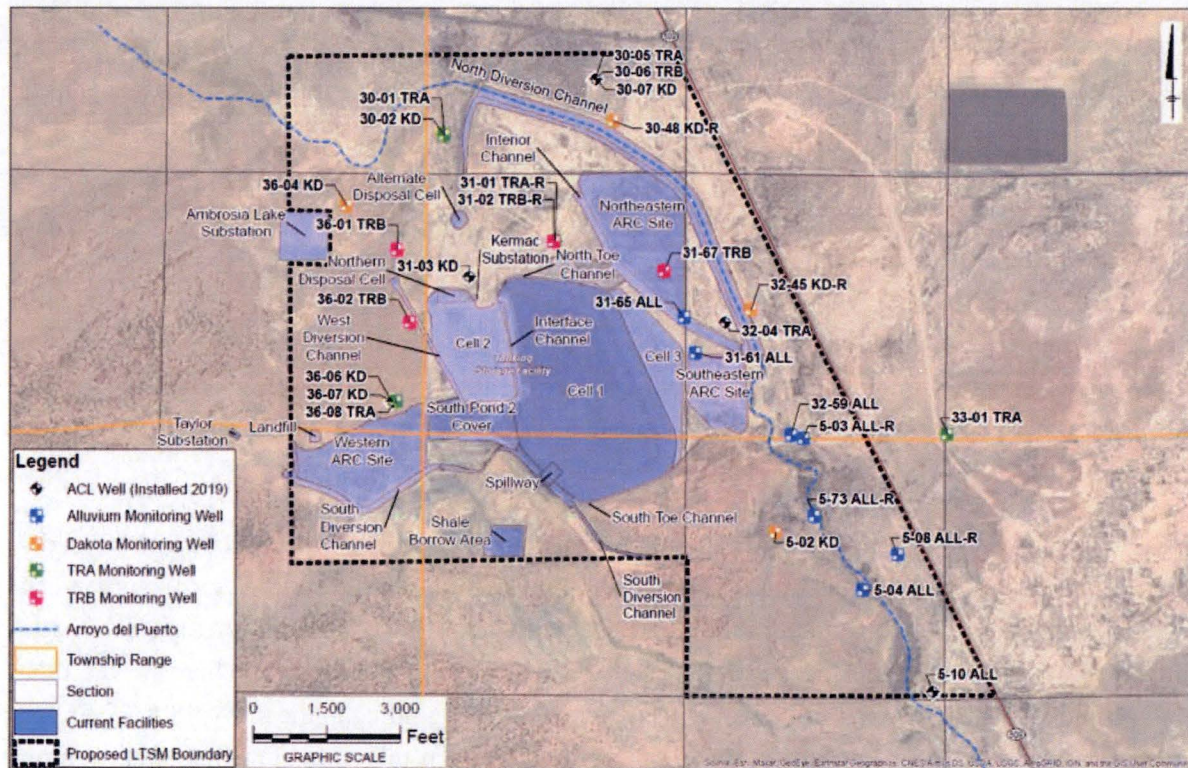 30-05 TRA
30-06 TRB
30-07 KD
North Diversion Channel
30-01 TRA
30-02 KD
30-48 KD-R
Interior
Channel
36-04 KD
Alternate
Disposal Cell
31-01 TRA-R
31-02 TRB-R
Northeastern
ARC Site
Ambrosia Lake
Substation
36-01 TRB
Kermac
Substation
North Toe
Channel
31-67 TRB
Northern
Disposal Cell
31-03 KD
32-45 KD-R
36-02 TRB
31-65 ALL
32-04 TRA
West
Diversion
Channel
Interface
Channel
Cell 2
Cell 3
31-61 ALL
Southeastern
ARC Site
Cell 1
36-06 KD
36-07 KD
36-08 TRA
South Pond 2
Cover
32-59 ALL
5-03 ALL-R
33-01 TRA
Taylor
Substation
Landfill
Western
ARC Site
Spillway
5-73 ALL-R
South
Diversion
Channel
South Toe Channel
Shale
Borrow Area
5-02 KD
5-08 ALL-R
South
Diversion
Channel
5-04 ALL
5-10 ALL
Legend
ACL Well (Installed 2019)
Alluvium Monitoring Well
Dakota Monitoring Well
TRA Monitoring Well
TRB Monitoring Well
Arroyo del Puerto
Township Range
Section
Current Facilities
Proposed LTSM Boundary
0 1,500 3,000
Feet
GRAPHIC SCALE